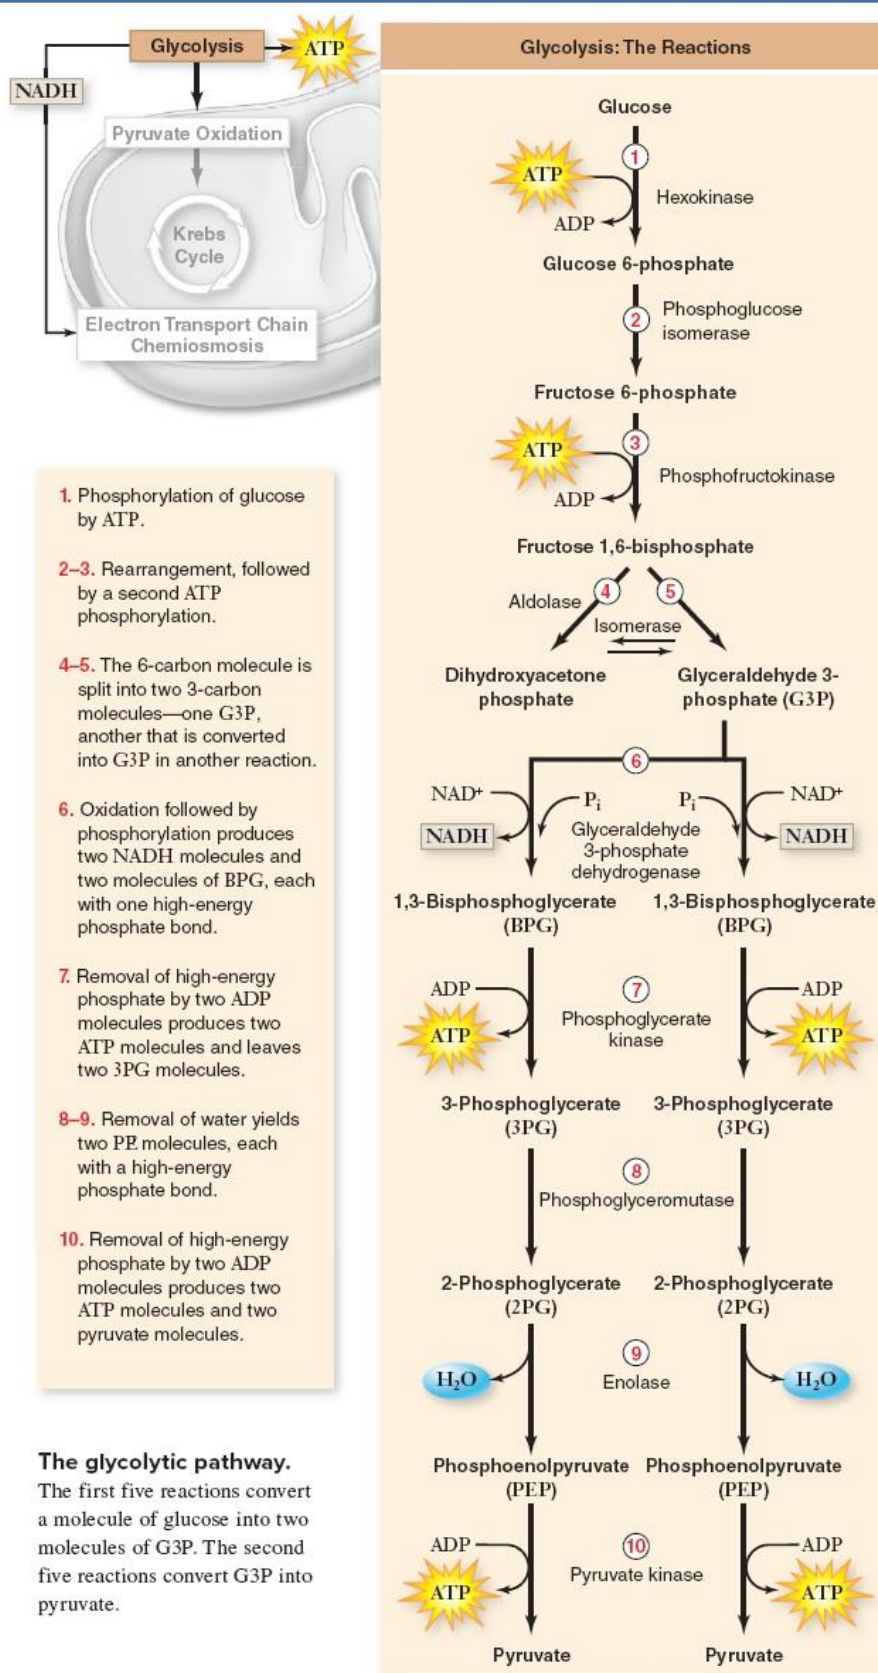 Glycolysis
ATP
NADH
Pyruvate Oxidation
Krebs
Cycle
Electron Transport Chain
Chemiosmosis
1. Phosphorylation of glucose
by ATP.
2–3. Rearrangement, followed
by a second ATP
phosphorylation.
4–5. The 6-carbon molecule is
split into two 3-carbon
molecules—one G3P,
another that is converted
into G3P in another reaction.
6. Oxidation followed by
phosphorylation produces
two NADH molecules and
two molecules of BPG, each
with one high-energy
phosphate bond.
7. Removal of high-energy
phosphate by two ADP
molecules produces two
ATP molecules and leaves
two 3PG molecules.
8–9. Removal of water yields
two PEP molecules, each
with a high-energy
phosphate bond.
10. Removal of high-energy
phosphate by two ADP
molecules produces two
ATP molecules and two
pyruvate molecules.
The glycolytic pathway.
The first five reactions convert
a molecule of glucose into two
molecules of G3P. The second
five reactions convert G3P into
pyruvate.
Glycolysis: The Reactions
Glucose
1
ATP
Hexokinase
ADP
Glucose 6-phosphate
2
Phosphoglucose
isomerase
Fructose 6-phosphate
3
ATP
Phosphofructokinase
ADP
Fructose 1,6-bisphosphate
4 5
Aldolase
Isomerase
Dihydroxyacetone
phosphate
Glyceraldehyde 3-
phosphate (G3P)
6
NAD+ Pi Pi NAD+
NADH NADH
Glyceraldehyde
3-phosphate
dehydrogenase
1,3-Bisphosphoglycerate 1,3-Bisphosphoglycerate
(BPG) (BPG)
ADP 7 ADP
Phosphoglycerate
kinase
ATP ATP
3-Phosphoglycerate 3-Phosphoglycerate
(3PG) (3PG)
8
Phosphoglyceromutase
2-Phosphoglycerate 2-Phosphoglycerate
(2PG) (2PG)
9
H₂O Enolase H₂O
Phosphoenolpyruvate Phosphoenolpyruvate
(PEP) (PEP)
ADP 10 ADP
Pyruvate kinase
ATP ATP
Pyruvate Pyruvate